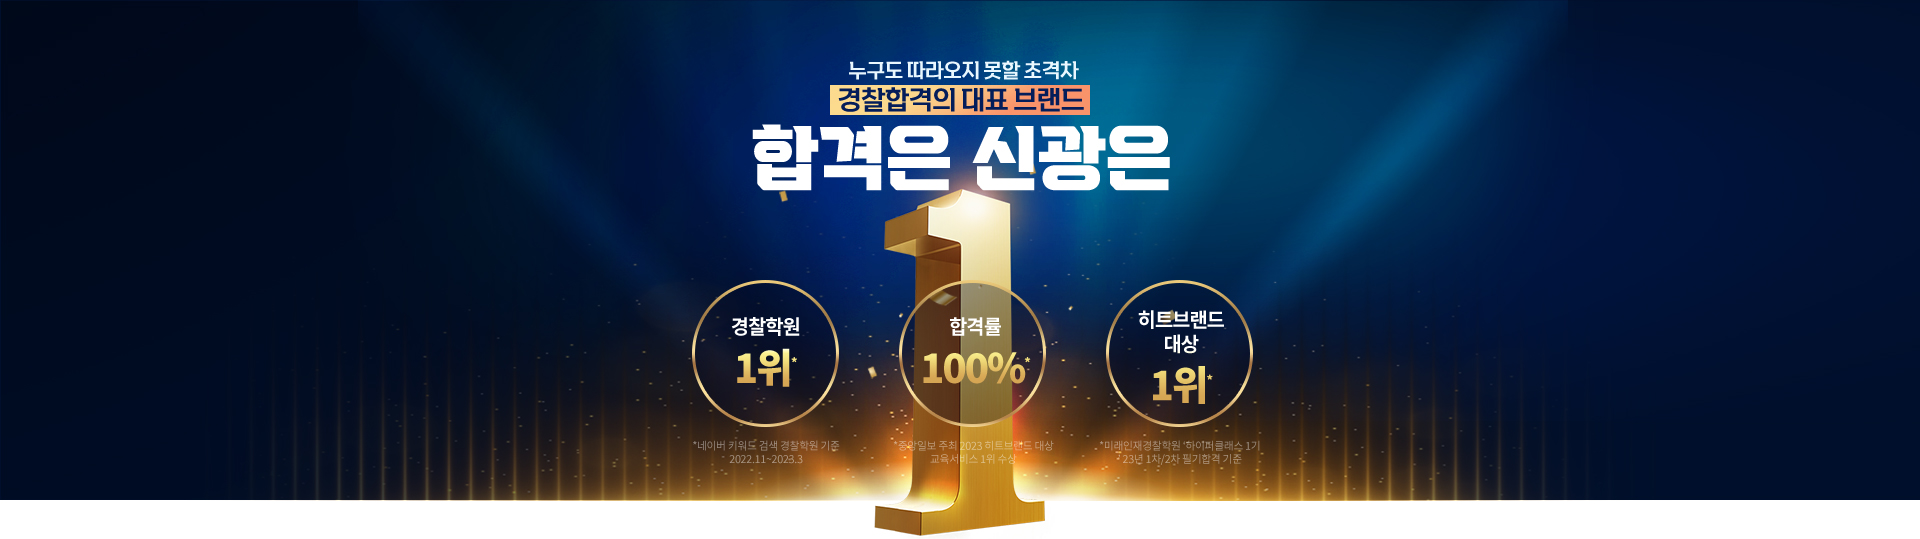 누구도 따라오지 못할 초격차
경찰합격의 대표 브랜드
합격은 신광은
1
경찰학원
1위*
*네이버 키워드 검색 경찰학원 기준
2022.11~2023.3
합격률
100%*
*중앙일보 주최 2023 히트브랜드 대상
교육서비스 1위 수상
히트브랜드
대상
1위*
*미래인재경찰학원 '하이퍼클래스 1기'
23년 1차/2차 필기합격 기준